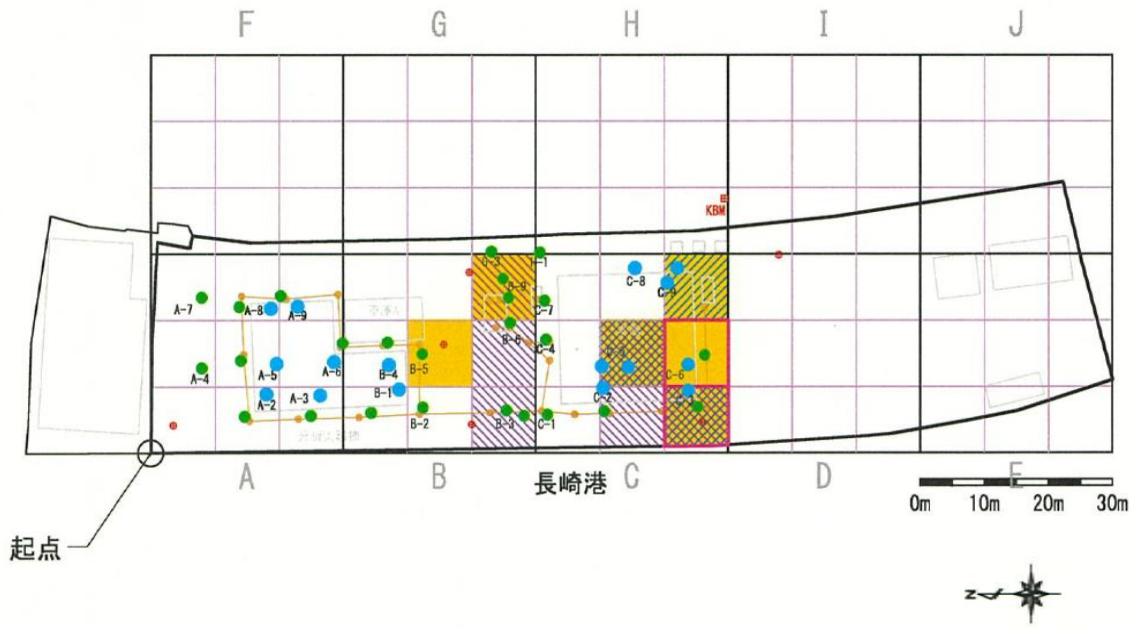 F G H I J
KBM
A-7 A-8 A-9 B-9 C-7 C-8
A-4 A-5 A-6 B-4 B-5 B-6 C-4 C-6
A-2 A-3 B-1 B-2 B-3 C-1 C-2
A B C D E
長崎港
0m 10m 20m 30m
起点
N